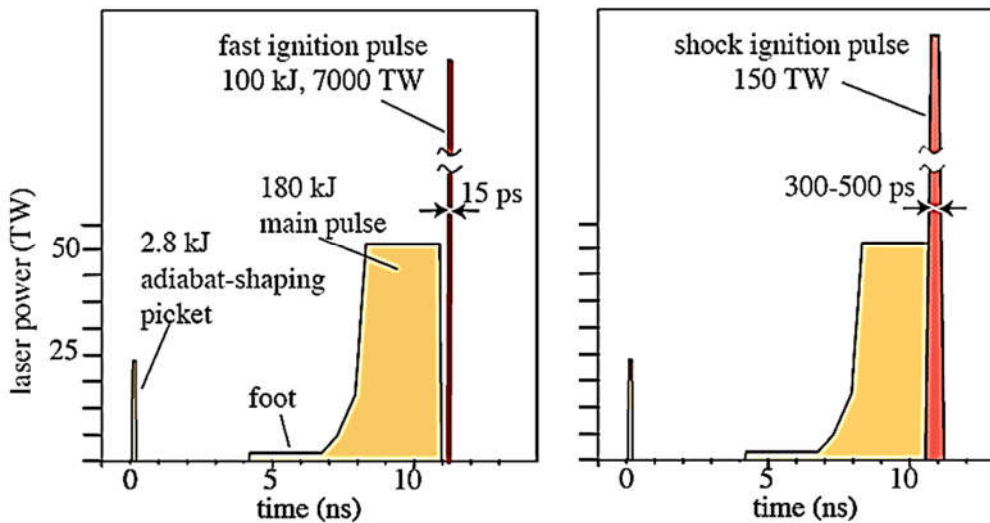 fast ignition pulse
100 kJ, 7000 TW
180 kJ
main pulse
15 ps
2.8 kJ
adiabat-shaping
picket
foot
laser power (TW)
50
25
0 5 10
time (ns)
shock ignition pulse
150 TW
300-500 ps
0 5 10
time (ns)